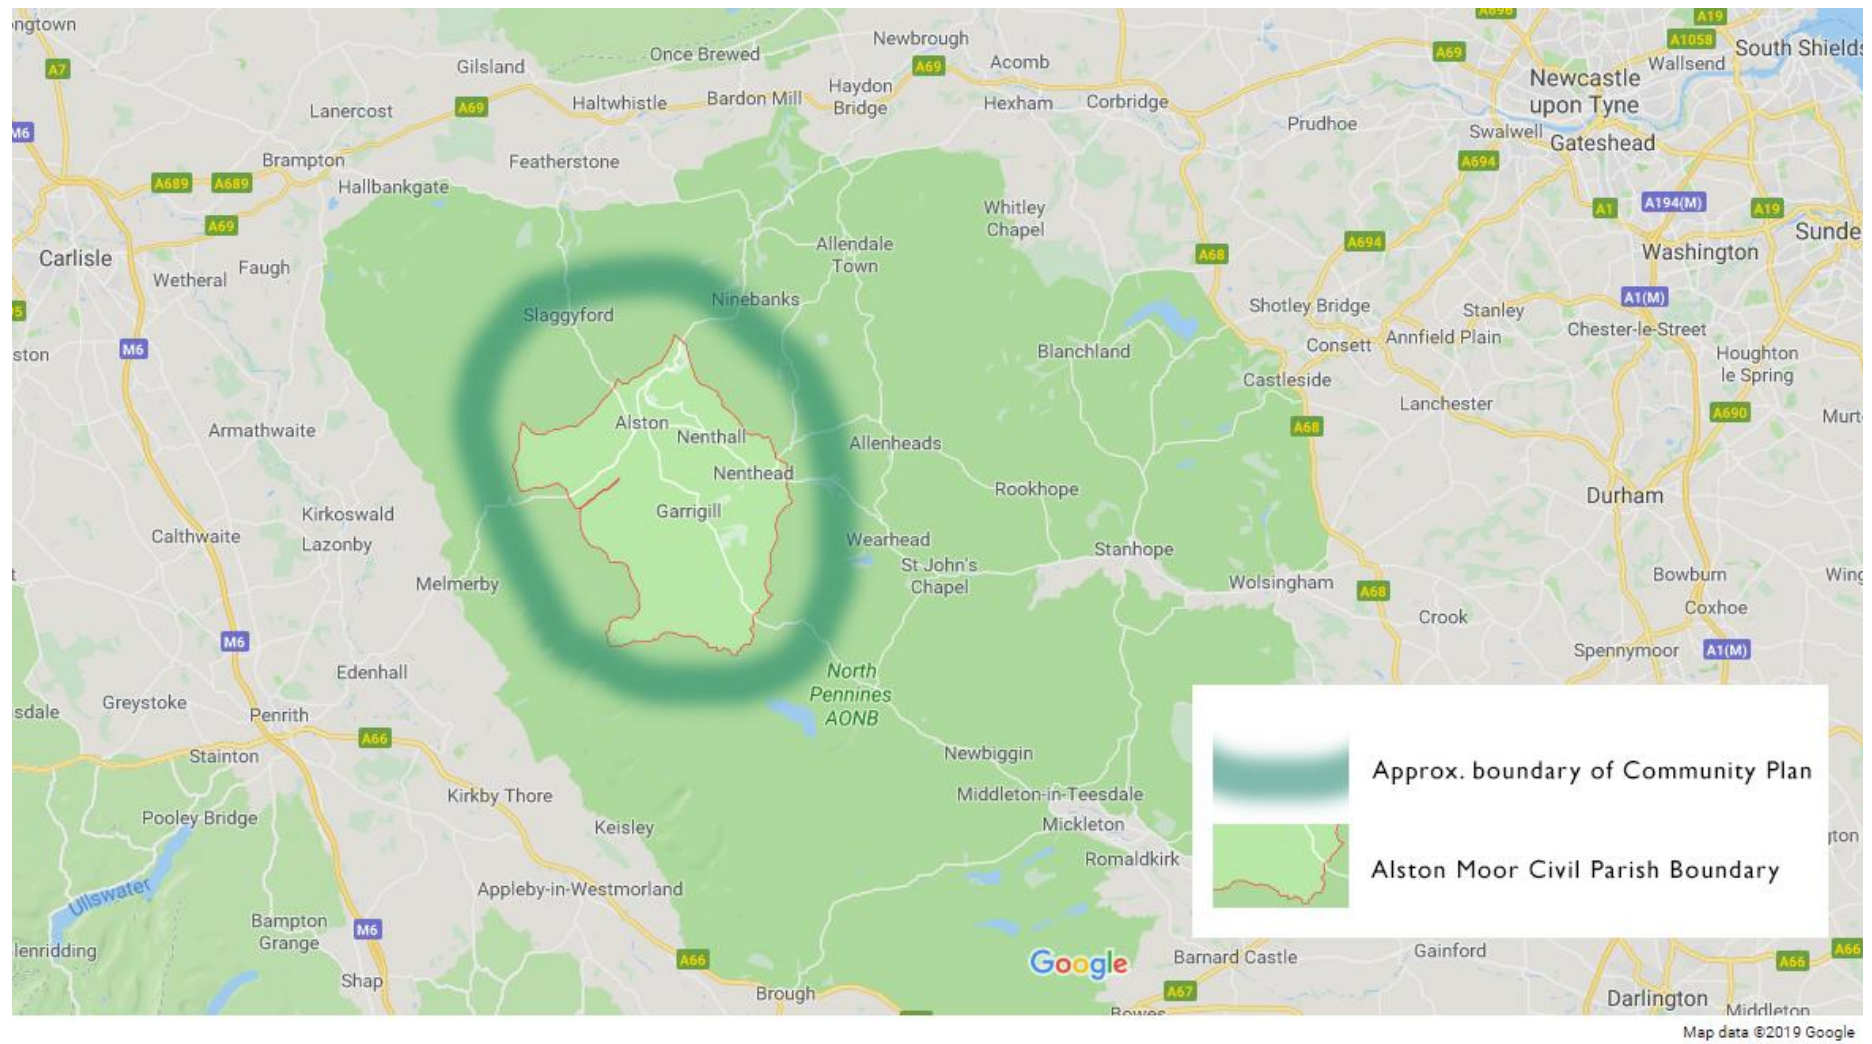 ongtown
A7
M6
Gilsland
Lanercost
A69
Brampton
A689
A689
Hallbankgate
A69
Once Brewed
Newbrough
A69
Acomb
Haltwhistle
Bardon Mill
Haydon
Bridge
Hexham
Corbridge
Featherstone
A696
A69
A19
A1058
South Shields
Wallsend
Newcastle
upon Tyne
Prudhoe
Swalwell
Gateshead
A694
A1
A194(M)
A19
Sunde
Washington
Whitley
Chapel
A68
A694
Allendale
Town
Carlisle
Wetheral
Faugh
Slaggyford
Ninebanks
A1(M)
Shotley Bridge
Stanley
Chester-le-Street
Annfield Plain
Consett
Houghton
le Spring
Blanchland
Castleside
Lanchester
A690
Murt
A68
ston
M6
Armathwaite
Alston
Nenthall
Nenthead
Allenheads
Rookhope
Durham
Garrigill
Kirkoswald
Calthwaite
Lazonby
Melmerby
Wearhead
St John's
Chapel
Stanhope
Wolsingham
A68
Crook
Bowburn
Wing
Coxhoe
Spennymoor
A1(M)
M6
Edenhall
Greystoke
sdale
Penrith
A66
Stainton
North
Pennines
AONB
Newbiggin
Kirkby Thore
Pooley Bridge
Keisley
Middleton-in-Teesdale
Mickleton
Romaldkirk
Approx. boundary of Community Plan
Alston Moor Civil Parish Boundary
gton
Ullswater
Appleby-in-Westmorland
Bampton
Grange
M6
lenridding
Shap
A66
Brough
Google
Barnard Castle
Gainford
A66
A66
A67
Bowes
Darlington
Middleton
Map data ©2019 Google